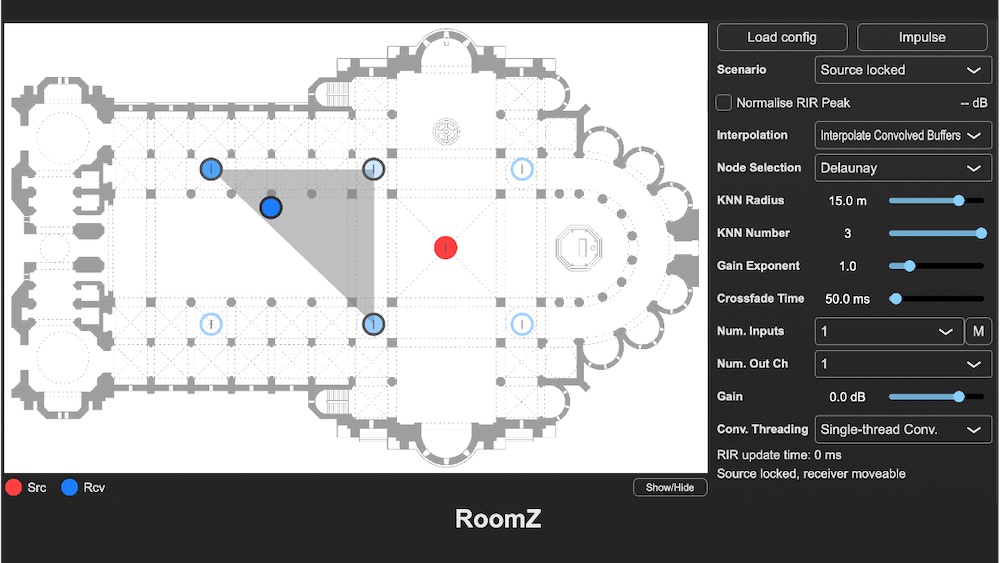 Load config
Impulse
Scenario
Source locked
Normalise RIR Peak
-- dB
Interpolation
Interpolate Convolved Buffers
Node Selection
Delaunay
KNN Radius
15.0 m
KNN Number
3
Gain Exponent
1.0
Crossfade Time
50.0 ms
Num. Inputs
1
M
Num. Out Ch
1
Gain
0.0 dB
Conv. Threading
Single-thread Conv.
RIR update time: 0 ms
Source locked, receiver moveable
Src
Rcv
Show/Hide
RoomZ